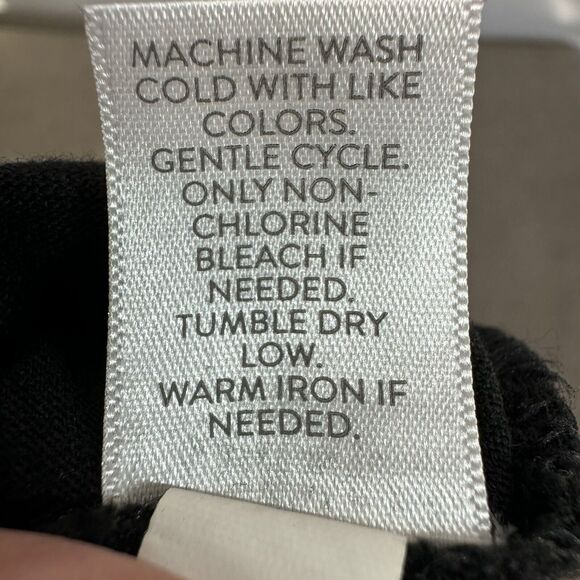 MACHINE WASH
COLD WITH LIKE
COLORS.
GENTLE CYCLE.
ONLY NON-
CHLORINE
BLEACH IF
NEEDED.
TUMBLE DRY
LOW.
WARM IRON IF
NEEDED.